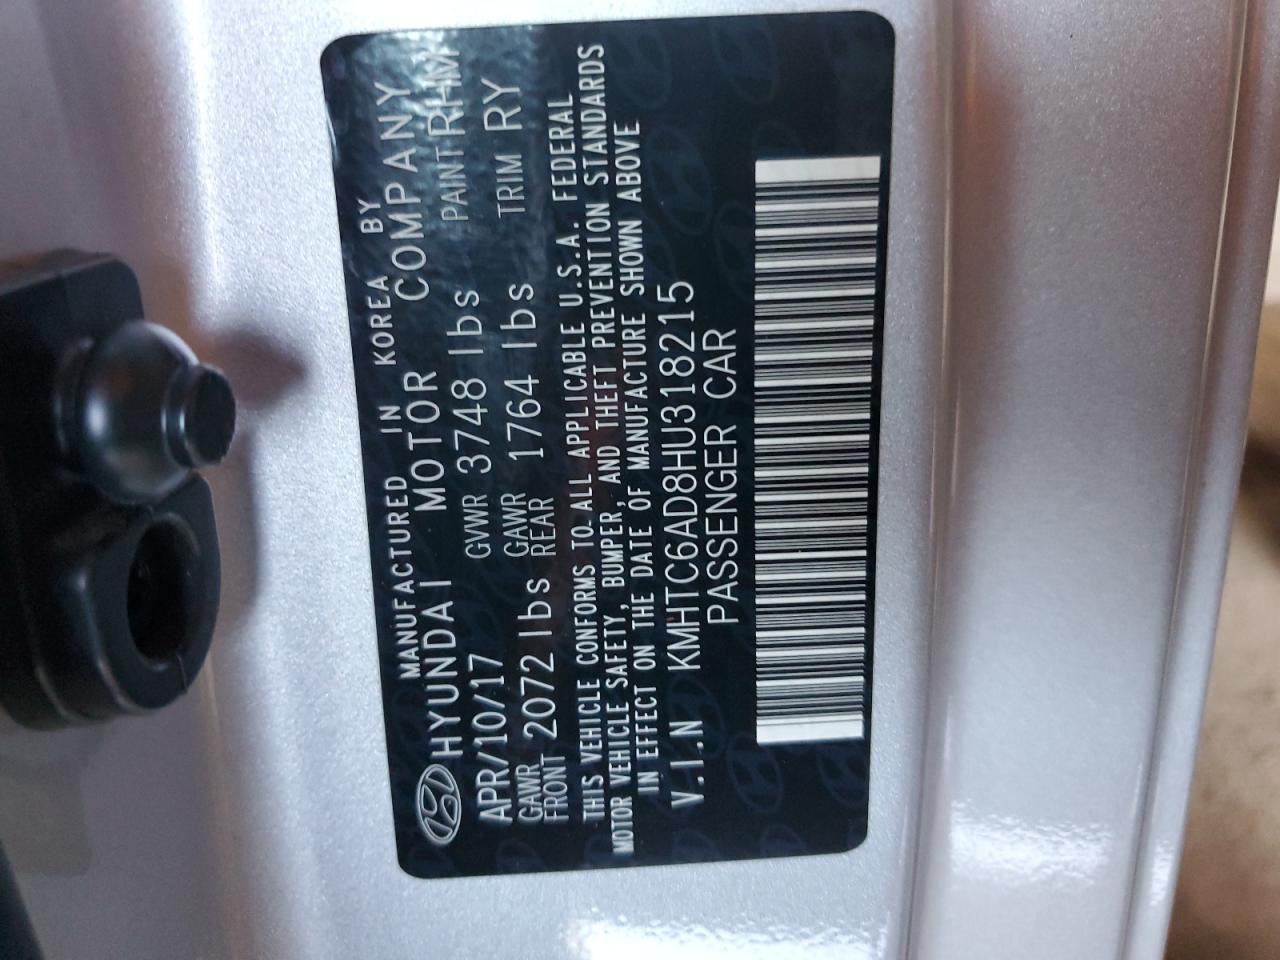 MANUFACTURED IN KOREA BY
HYUNDAI MOTOR COMPANY
APR/10/17 GVWR 3748 lbs PAINT RHM
GAWR FRONT 2072 lbs GAWR REAR 1764 lbs TRIM RY
THIS VEHICLE CONFORMS TO ALL APPLICABLE U.S.A. FEDERAL
MOTOR VEHICLE SAFETY, BUMPER, AND THEFT PREVENTION STANDARDS
IN EFFECT ON THE DATE OF MANUFACTURE SHOWN ABOVE
V.I.N KMHTC6AD8HU318215
PASSENGER CAR